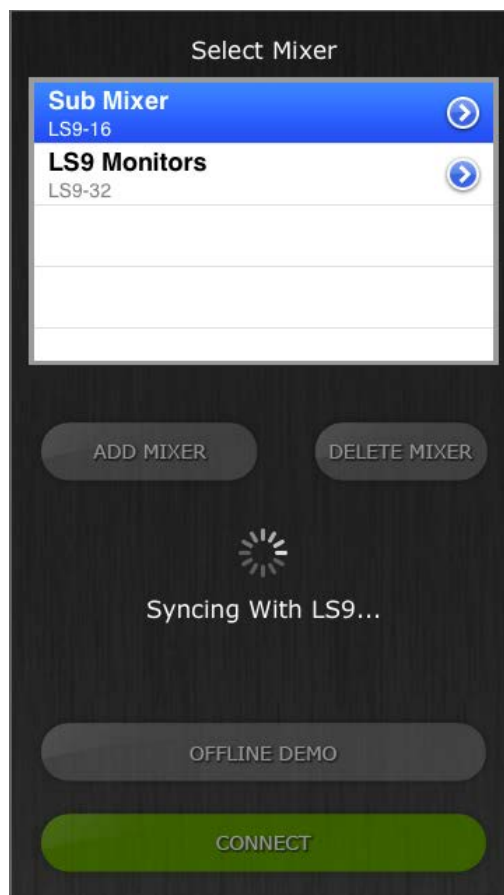 Select Mixer
Sub Mixer
LS9-16
LS9 Monitors
LS9-32
ADD MIXER
DELETE MIXER
Syncing With LS9...
OFFLINE DEMO
CONNECT